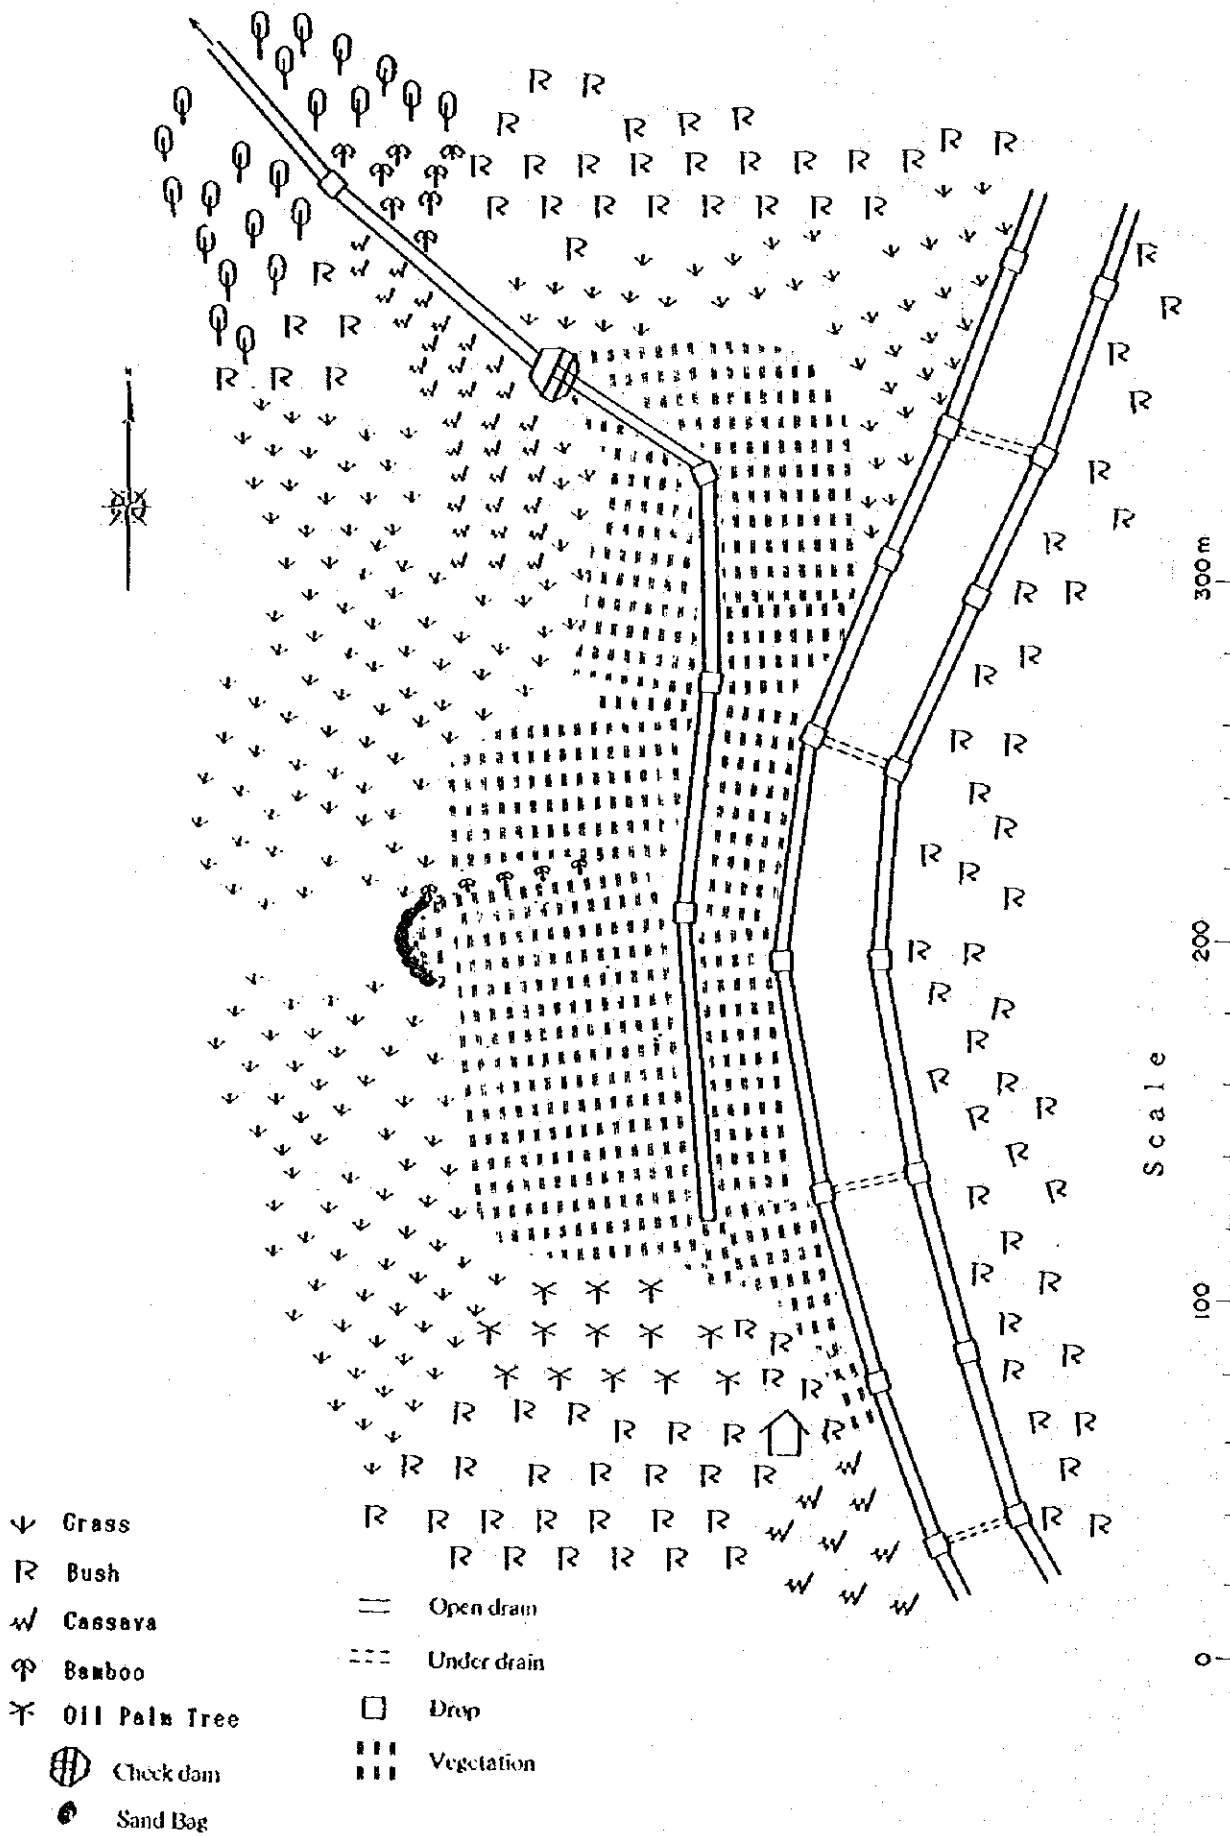 300m
200
Scale
100
0
Crass
Bush
Cassava
Bamboo
Oil Palm Tree
Check dam
Sand Bag
Open drain
Under drain
Drop
Vegetation